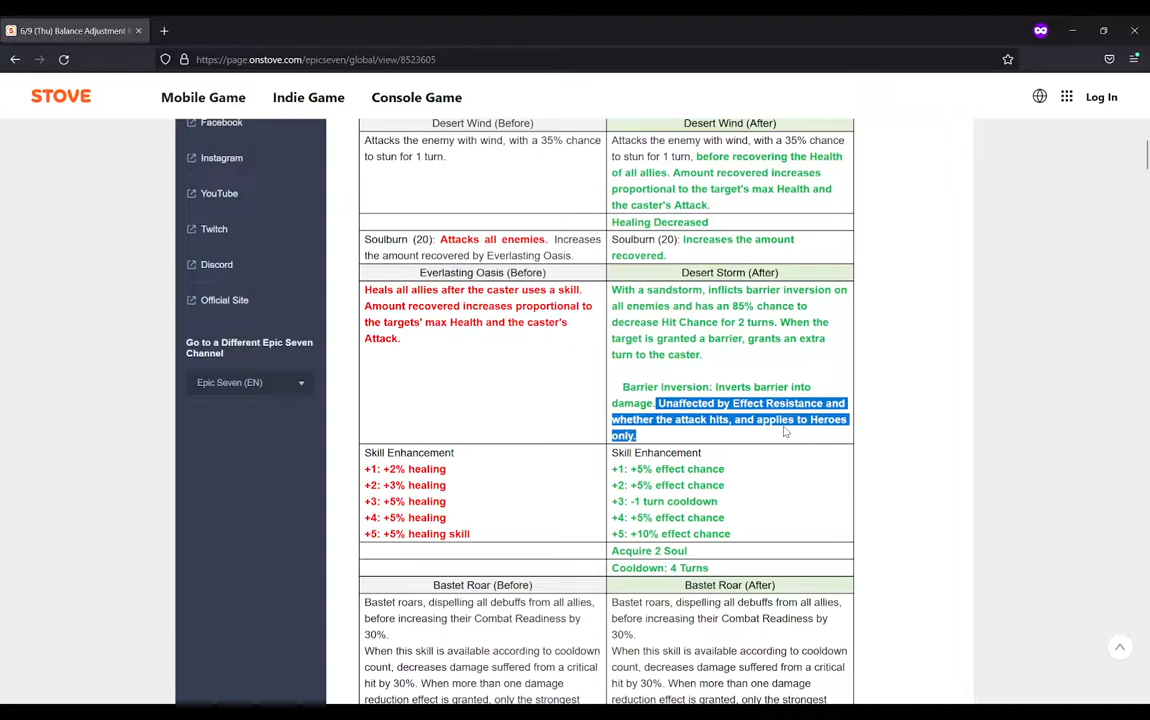 6/9 (Thu) Balance Adjustment
https://page.onstove.com/epicseven/global/view/8523605
STOVE
Mobile Game
Indie Game
Console Game
Log In
Facebook
Instagram
YouTube
Twitch
Discord
Official Site
Go to a Different Epic Seven
Channel
Epic Seven (EN)
Desert Wind (Before)
Attacks the enemy with wind, with a 35% chance
to stun for 1 turn.
Desert Wind (After)
Attacks the enemy with wind, with a 35% chance
to stun for 1 turn, before recovering the Health
of all allies. Amount recovered increases
proportional to the target's max Health and
the caster's Attack.
Healing Decreased
Soulburn (20): Attacks all enemies. Increases
the amount recovered by Everlasting Oasis.
Soulburn (20): Increases the amount
recovered.
Everlasting Oasis (Before)
Desert Storm (After)
Heals all allies after the caster uses a skill.
Amount recovered increases proportional to
the targets' max Health and the caster's
Attack.
With a sandstorm, inflicts barrier inversion on
all enemies and has an 85% chance to
decrease Hit Chance for 2 turns. When the
target is granted a barrier, grants an extra
turn to the caster.
Barrier Inversion: Inverts barrier into
damage. Unaffected by Effect Resistance and
whether the attack hits, and applies to Heroes
only.
Skill Enhancement
+1: +2% healing
+2: +3% healing
+3: +5% healing
+4: +5% healing
+5: +5% healing skill
Skill Enhancement
+1: +5% effect chance
+2: +5% effect chance
+3: -1 turn cooldown
+4: +5% effect chance
+5: +10% effect chance
Acquire 2 Soul
Cooldown: 4 Turns
Bastet Roar (Before)
Bastet Roar (After)
Bastet roars, dispelling all debuffs from all allies,
before increasing their Combat Readiness by
30%.
When this skill is available according to cooldown
count, decreases damage suffered from a critical
hit by 30%. When more than one damage
reduction effect is granted, only the strongest
Bastet roars, dispelling all debuffs from all allies,
before increasing their Combat Readiness by
30%.
When this skill is available according to cooldown
count, decreases damage suffered from a critical
hit by 30%. When more than one damage
reduction effect is granted, only the strongest